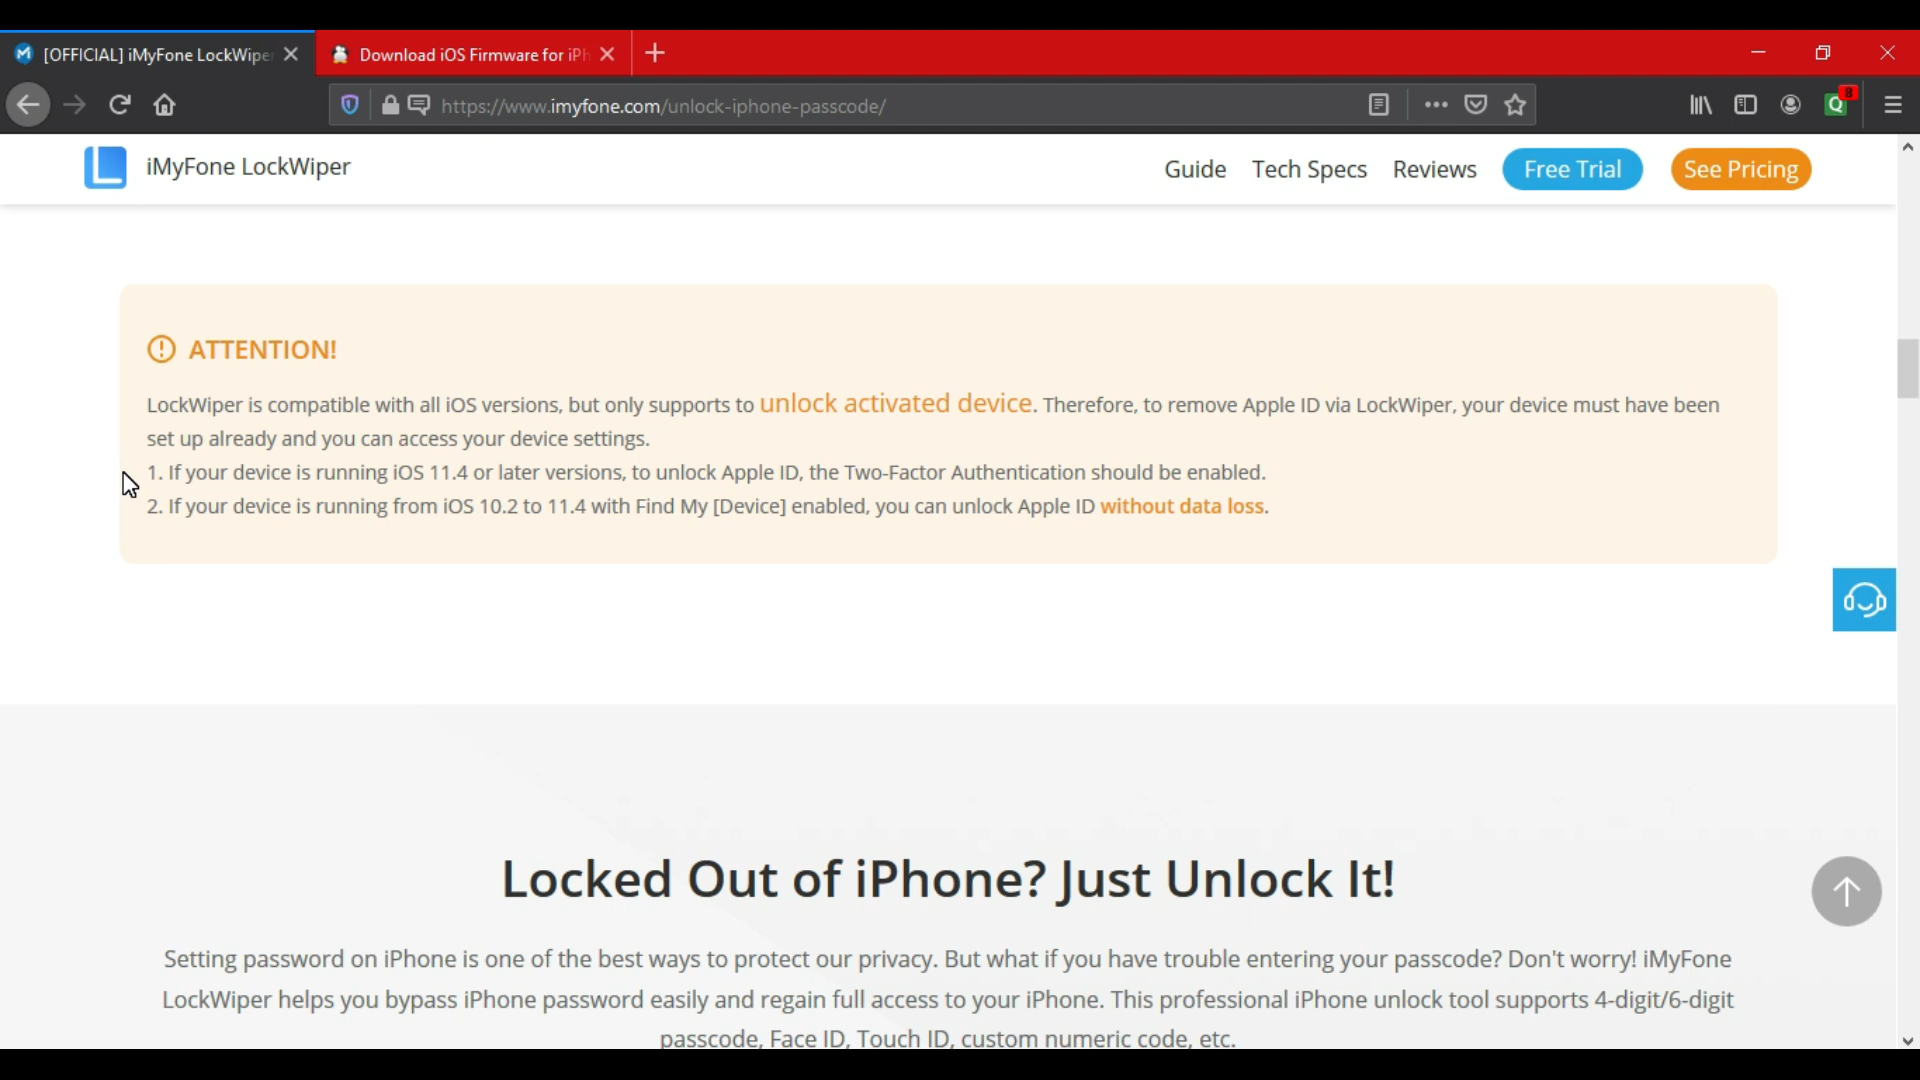 [OFFICIAL] iMyFone LockWipe
Download iOS Firmware for iPh
https://www.imyfone.com/unlock-iphone-passcode/
8
iMyFone LockWiper
Guide Tech Specs Reviews Free Trial See Pricing
ATTENTION!
LockWiper is compatible with all iOS versions, but only supports to unlock activated device. Therefore, to remove Apple ID via LockWiper, your device must have been
set up already and you can access your device settings.
1. If your device is running iOS 11.4 or later versions, to unlock Apple ID, the Two-Factor Authentication should be enabled.
2. If your device is running from iOS 10.2 to 11.4 with Find My [Device] enabled, you can unlock Apple ID without data loss.
Locked Out of iPhone? Just Unlock It!
Setting password on iPhone is one of the best ways to protect our privacy. But what if you have trouble entering your passcode? Don't worry! iMyFone
LockWiper helps you bypass iPhone password easily and regain full access to your iPhone. This professional iPhone unlock tool supports 4-digit/6-digit
passcode, Face ID, Touch ID, custom numeric code, etc.